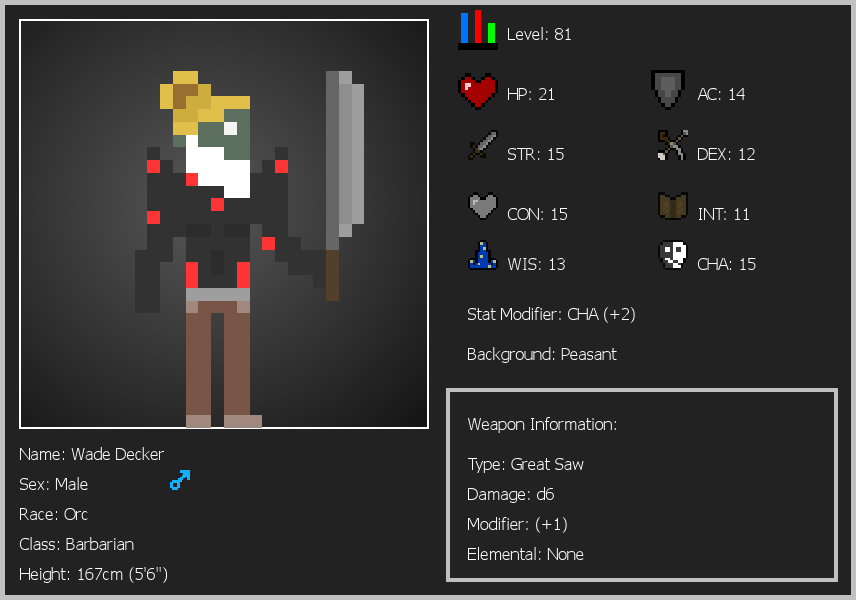 Level: 81
HP: 21
AC: 14
STR: 15
DEX: 12
CON: 15
INT: 11
WIS: 13
CHA: 15
Stat Modifier: CHA (+2)
Background: Peasant
Weapon Information:
Type: Great Saw
Damage: d6
Modifier: (+1)
Elemental: None
Name: Wade Decker
Sex: Male
Race: Orc
Class: Barbarian
Height: 167cm (5'6")